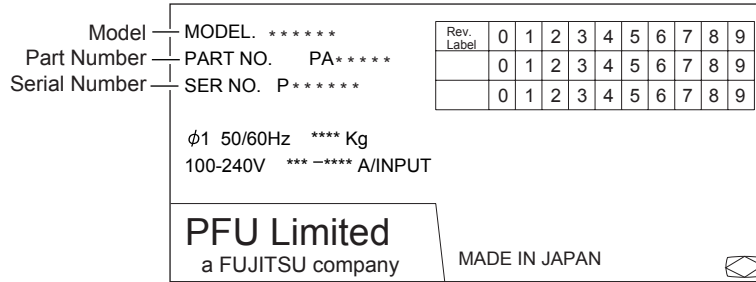 Model
MODEL. ******
Part Number
PART NO. PA*****
Serial Number
SER NO. P******
Rev. Label 0 1 2 3 4 5 6 7 8 9
0 1 2 3 4 5 6 7 8 9
0 1 2 3 4 5 6 7 8 9
ϕ1 50/60Hz **** Kg
100-240V *** –**** A/INPUT
PFU Limited
a FUJITSU company
MADE IN JAPAN